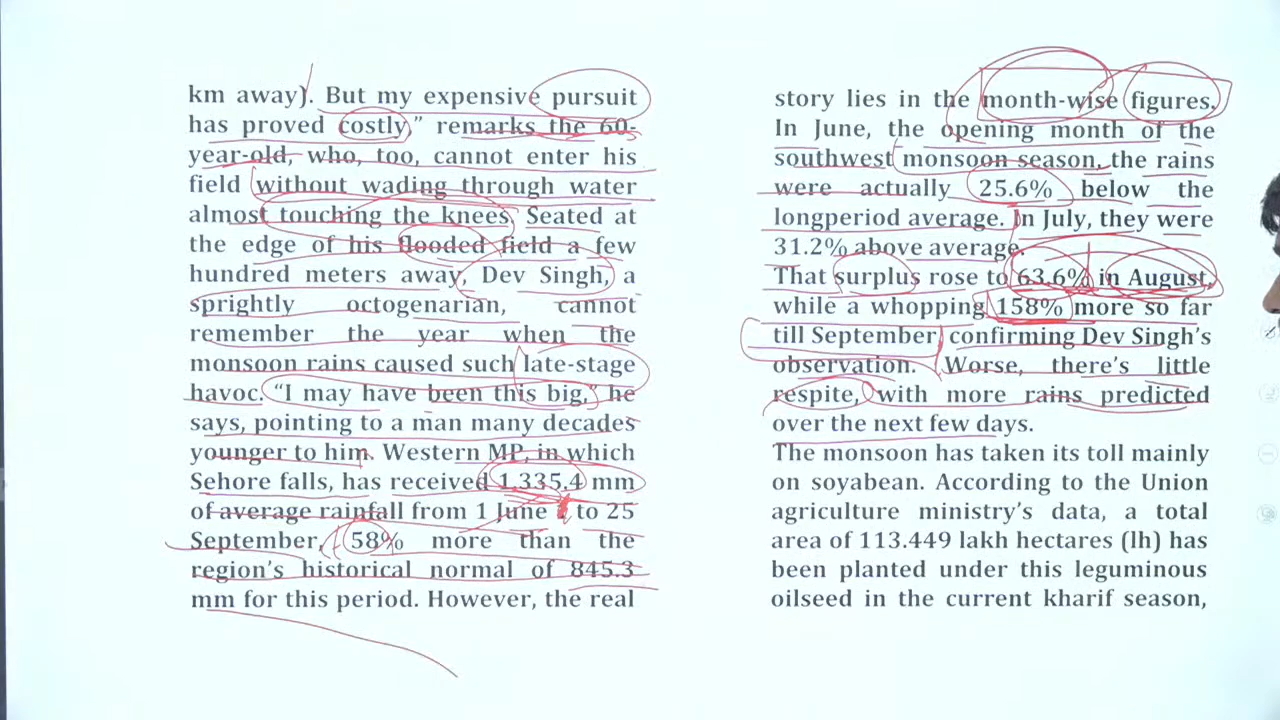 km away). But my expensive pursuit
has proved costly,” remarks the 60-
year-old, who, too, cannot enter his
field without wading through water
almost touching the knees. Seated at
the edge of his flooded field a few
hundred meters away, Dev Singh, a
sprightly octogenarian, cannot
remember the year when the
monsoon rains caused such late-stage
havoc. “I may have been this big,” he
says, pointing to a man many decades
younger to him. Western MP, in which
Sehore falls, has received 1,335.4 mm
of average rainfall from 1 June to 25
September, 58% more than the
region's historical normal of 845.3
mm for this period. However, the real
story lies in the month-wise figures.
In June, the opening month of the
southwest monsoon season, the rains
were actually 25.6% below the
longperiod average. In July, they were
31.2% above average.
That surplus rose to 63.6% in August,
while a whopping 158% more so far
till September, confirming Dev Singh's
observation. Worse, there's little
respite, with more rains predicted
over the next few days.
The monsoon has taken its toll mainly
on soyabean. According to the Union
agriculture ministry's data, a total
area of 113.449 lakh hectares (lh) has
been planted under this leguminous
oilseed in the current kharif season,